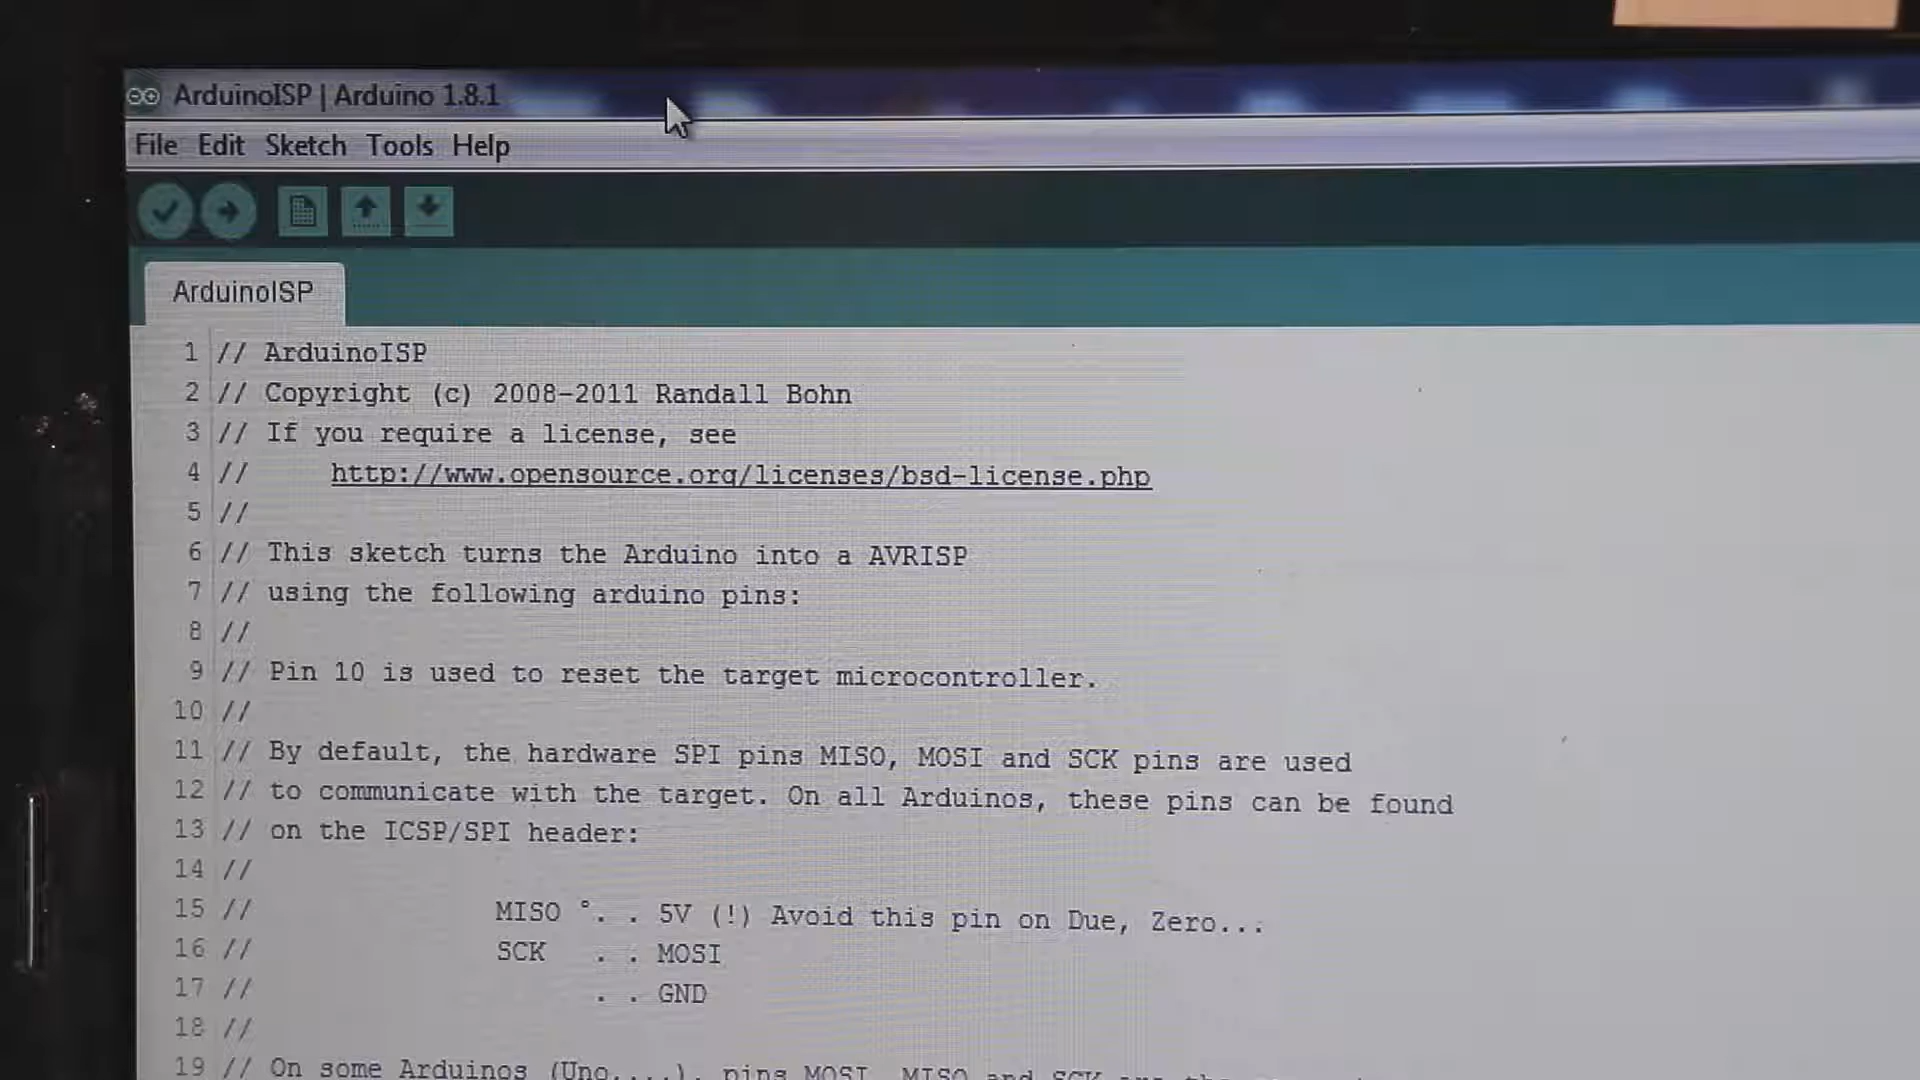 ArduinoISP | Arduino 1.8.1
File Edit Sketch Tools Help
ArduinoISP
1 // ArduinoISP
2 // Copyright (c) 2008-2011 Randall Bohn
3 // If you require a license, see
4 // http://www.opensource.org/licenses/bsd-license.php
5 //
6 // This sketch turns the Arduino into a AVRISP
7 // using the following arduino pins:
8 //
9 // Pin 10 is used to reset the target microcontroller.
10 //
11 // By default, the hardware SPI pins MISO, MOSI and SCK pins are used
12 // to communicate with the target. On all Arduinos, these pins can be found
13 // on the ICSP/SPI header:
14 //
15 // MISO °. . 5V (!) Avoid this pin on Due, Zero...
16 // SCK . . MOSI
17 // . . GND
18 //
19 // On some Arduinos (Uno,...), pins MOSI, MISO and SCK are the